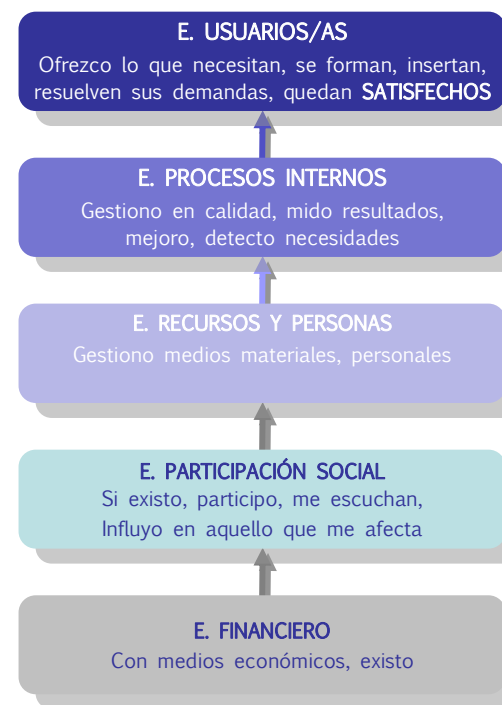 E. USUARIOS/AS
Ofrezco lo que necesitan, se forman, insertan,
resuelven sus demandas, quedan SATISFECHOS
E. PROCESOS INTERNOS
Gestiono en calidad, mido resultados,
mejoro, detecto necesidades
E. RECURSOS Y PERSONAS
Gestiono medios materiales, personales
E. PARTICIPACIÓN SOCIAL
Si existo, participo, me escuchan,
Influyo en aquello que me afecta
E. FINANCIERO
Con medios económicos, existo